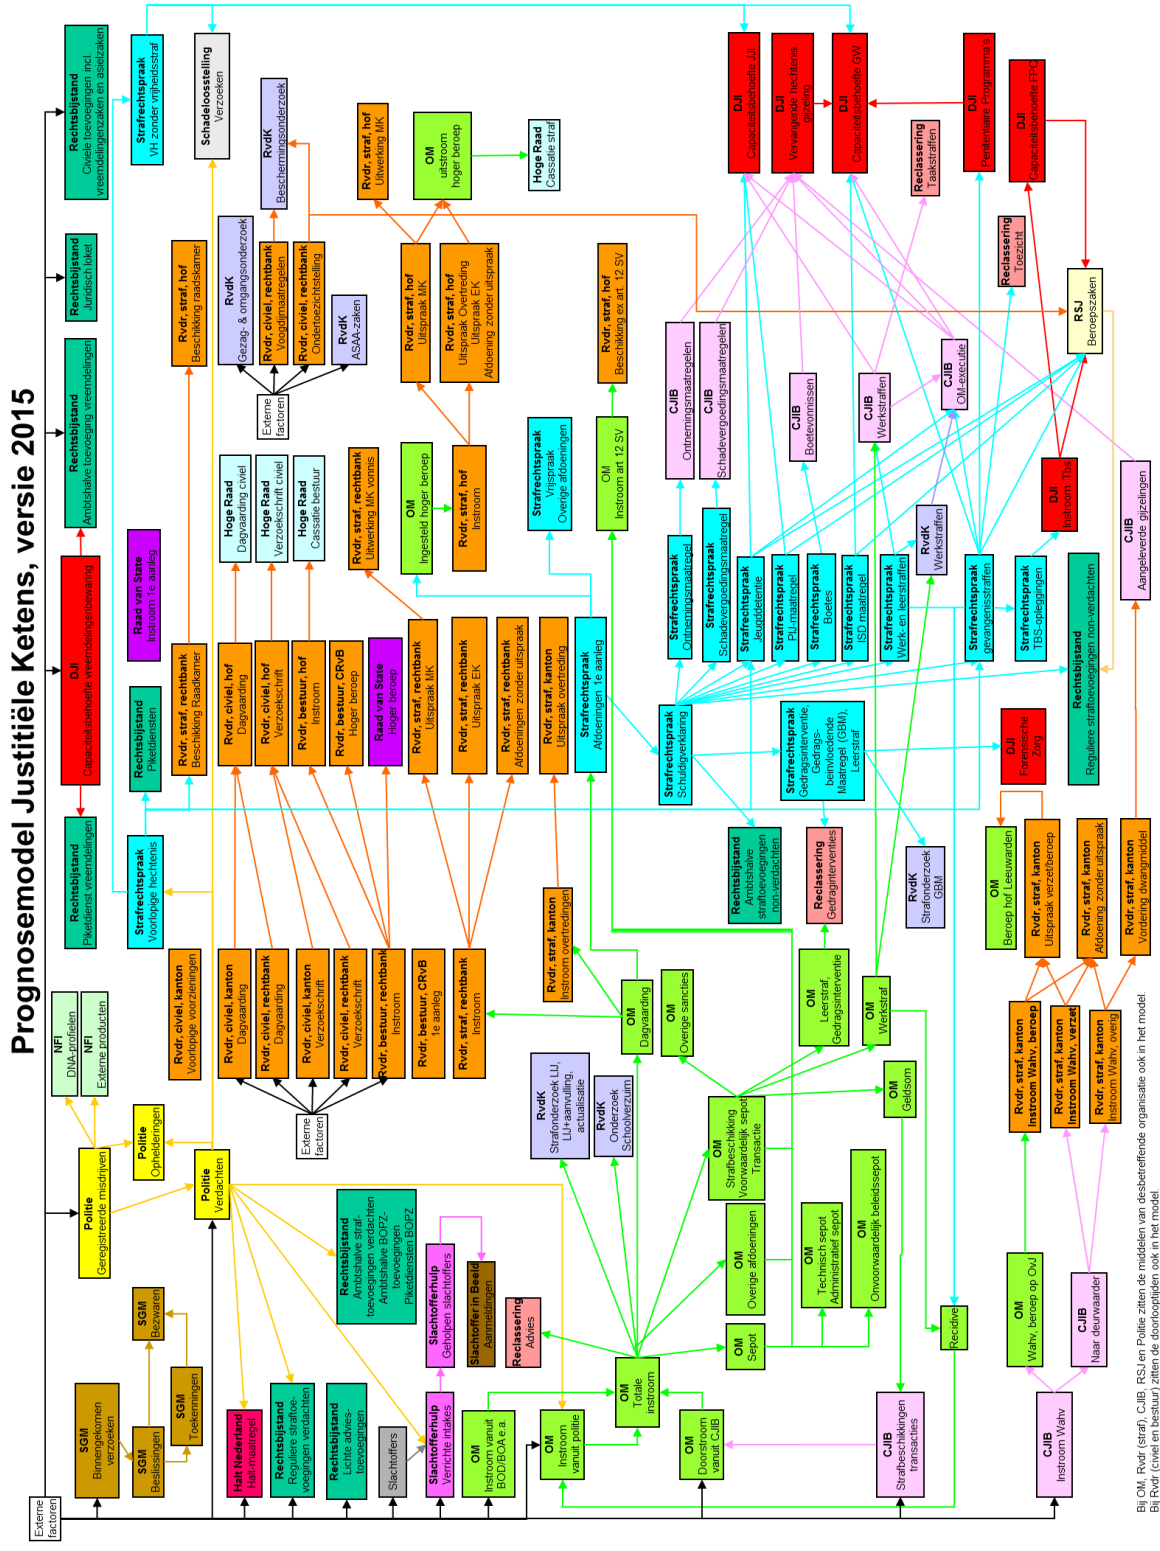 Prognosemodel Justitiële Ketens, versie 2015
Externe
factoren
SGM
Binnengekomen
verzoeken
SGM
Beslissingen
SGM
Toekenningen
SGM
Bezwaren
Politie
Geregistreerde misdrijven
NFI
DNA-profielen
NFI
Externe producten
Politie
Ophelderingen
Politie
Verdachten
Rechtsbijstand
Piketdienst vreemdelingen
DJI
Capaciteitsbehoefte vreemdelingenbewaring
Rechtsbijstand
Ambtshalve toevoeging vreemdelingen
Rechtsbijstand
Juridisch loket
Rechtsbijstand
Civiele toevoegingen incl.
vreemdelingenzaken en asielzaken
Strafrechtspraak
Voorlopige hechtenis
Rechtsbijstand
Piketdiensten
Raad van State
Instroom 1e aanleg
Strafrechtspraak
VH zonder vrijheidsstraf
Schadeloosstelling
Verzoeken
Rvdr, straf, rechtbank
Beschikking Raadkamer
Rvdr, straf, hof
Beschikking raadskamer
Rvdr, civiel, kanton
Voorlopige voorzieningen
Rvdr, civiel, kanton
Dagvaarding
Rvdr, civiel, rechtbank
Dagvaarding
Rvdr, civiel, kanton
Verzoekschrift
Rvdr, civiel, rechtbank
Verzoekschrift
Rvdr, bestuur, rechtbank
Instroom
Rvdr, bestuur, CRvB
1e aanleg
Rvdr, straf, rechtbank
Instroom
Externe
factoren
Rvdr, civiel, hof
Dagvaarding
Rvdr, civiel, hof
Verzoekschrift
Rvdr, bestuur, hof
Instroom
Rvdr, bestuur, CRvB
Hoger beroep
Raad van State
Hoger beroep
Rvdr, straf, rechtbank
Uitspraak MK
Rvdr, straf, rechtbank
Uitspraak EK
Rvdr, straf, rechtbank
Afdoeningen zonder uitspraak
Hoge Raad
Dagvaarding civiel
Hoge Raad
Verzoekschrift civiel
Hoge Raad
Cassatie bestuur
Rvdr, straf, rechtbank
Uitwerking MK vonnis
Externe
factoren
RvdK
Gezag- & omgangsonderzoek
Rvdr, civiel, rechtbank
Voogdijmaatregelen
Rvdr, civiel, rechtbank
Ondertoezichtstelling
RvdK
ASAA-zaken
RvdK
Beschermingsonderzoek
OM
Ingesteld hoger beroep
Rvdr, straf, hof
Instroom
Rvdr, straf, hof
Uitspraak MK
Rvdr, straf, hof
Uitspraak Overtreding
Uitspraak EK
Afdoening zonder uitspraak
Rvdr, straf, hof
Uitwerking MK
OM
uitstroom
hoger beroep
Hoge Raad
Cassatie straf
Halt Nederland
Halt-maatregel
Rechtsbijstand
Reguliere straftoe-
voegingen verdachten
Rechtsbijstand
Lichte advies-
toevoegingen
Slachtoffers
Rechtsbijstand
Ambtshalve straf-
toevoegingen verdachten
Ambtshalve BOPZ-
toevoegingen
Piketdiensten BOPZ
Slachtofferhulp
Verrichte intakes
Slachtofferhulp
Geholpen slachtoffers
Slachtoffer in Beeld
Aanmeldingen
Reclassering
Advies
OM
Instroom vanuit
BOD/BOA e.a.
OM
Instroom
vanuit politie
OM
Totale
instroom
OM
Doorstroom
vanuit CJIB
RvdK
Strafonderzoek LIJ,
LIJ+aanvulling,
actualisatie
RvdK
Onderzoek
Schoolverzuim
OM
Dagvaarding
OM
Overige sancties
Rvdr, straf, kanton
Instroom overtredingen
Rvdr, straf, kanton
Uitspraak overtreding
Strafrechtspraak
Afdoeningen 1e aanleg
Strafrechtspraak
Vrijspraak
Overige afdoeningen
OM
Instroom art 12 SV
Rvdr, straf, hof
Beschikking ex art. 12 SV
OM
Strafbeschikking
Voorwaardelijk sepot
Transactie
OM
Overige afdoeningen
OM
Sepot
OM
Technisch sepot
Administratief sepot
OM
Onvoorwaardelijk beleidssepot
OM
Leerstraf,
Gedragsinterventie
OM
Werkstraf
OM
Geldsom
Recidive
CJIB
Strafbeschikkingen
transacties
Strafrechtspraak
Schuldigverklaring
Rechtsbijstand
Ambtshalve
straftoevoegingen
non-verdachten
Strafrechtspraak
Gedragsinterventie,
Gedrags-
beinvloedende
Maatregel (GBM),
Leerstraf
Reclassering
Gedraginterventies
RvdK
Strafonderzoek
GBM
DJI
Forensische
Zorg
Strafrechtspraak
Ontnemingsmaatregel
Strafrechtspraak
Schadevergoedingsmaatregel
Strafrechtspraak
Jeugddetentie
Strafrechtspraak
PIJ-maatregel
Strafrechtspraak
Boetes
Strafrechtspraak
ISD maatregel
Strafrechtspraak
Werk-en leerstraffen
Strafrechtspraak
gevangenisstraffen
Strafrechtspraak
TBS-opleggingen
Rechtsbijstand
Reguliere straftoevoegingen non-verdachten
RvdK
Werkstraffen
CJIB
Ontnemingsmaatregelen
CJIB
Schadevergoedingsmaatregelen
CJIB
Boetevonnissen
CJIB
Werkstraffen
CJIB
OM-executie
DJI
Instroom Tbs
CJIB
Aangeleverde gijzelingen
RSJ
Beroepszaken
Reclassering
Toezicht
Reclassering
Taakstraffen
DJI
Capaciteitsbehoefte JJI
DJI
Vervangende hechtenis
gijzeling
DJI
Capaciteitsbehoefte GW
DJI
Penitentiaire Programma's
DJI
Capaciteitsbehoefte FPC
CJIB
Instroom Wahv
OM
Wahv, beroep op OvJ
CJIB
Naar deurwaarder
Rvdr, straf, kanton
Instroom Wahv, beroep
Rvdr, straf, kanton
Instroom Wahv, verzet
Rvdr, straf, kanton
Instroom Wahv, overig
OM
Beroep hof Leeuwarden
Rvdr, straf, kanton
Uitspraak verzet/beroep
Rvdr, straf, kanton
Afdoening zonder uitspraak
Rvdr, straf, kanton
Vordering dwangmiddel
Bij OM, Rvdr (straf), CJIB, RSJ en Politie zitten de middelen van desbetreffende organisatie ook in het model.
Bij Rvdr (civiel en bestuur) zitten de doorlooptijden ook in het model.